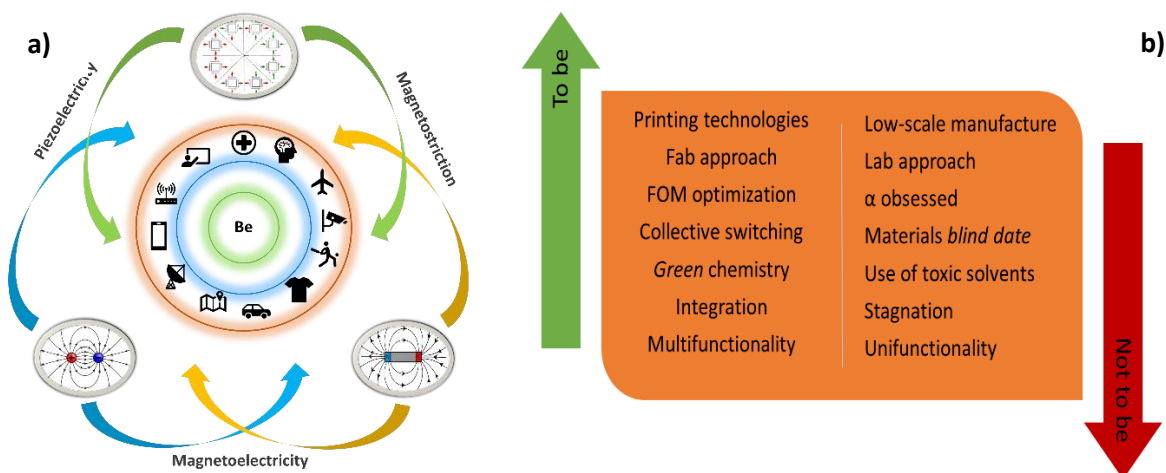 a)
Piezoelectricity
Magnetostriction
Be
Magnetoelectricity
b)
To be
Printing technologies
Fab approach
FOM optimization
Collective switching
Green chemistry
Integration
Multifunctionality
Low-scale manufacture
Lab approach
α obsessed
Materials blind date
Use of toxic solvents
Stagnation
Unifunctionality
Not to be